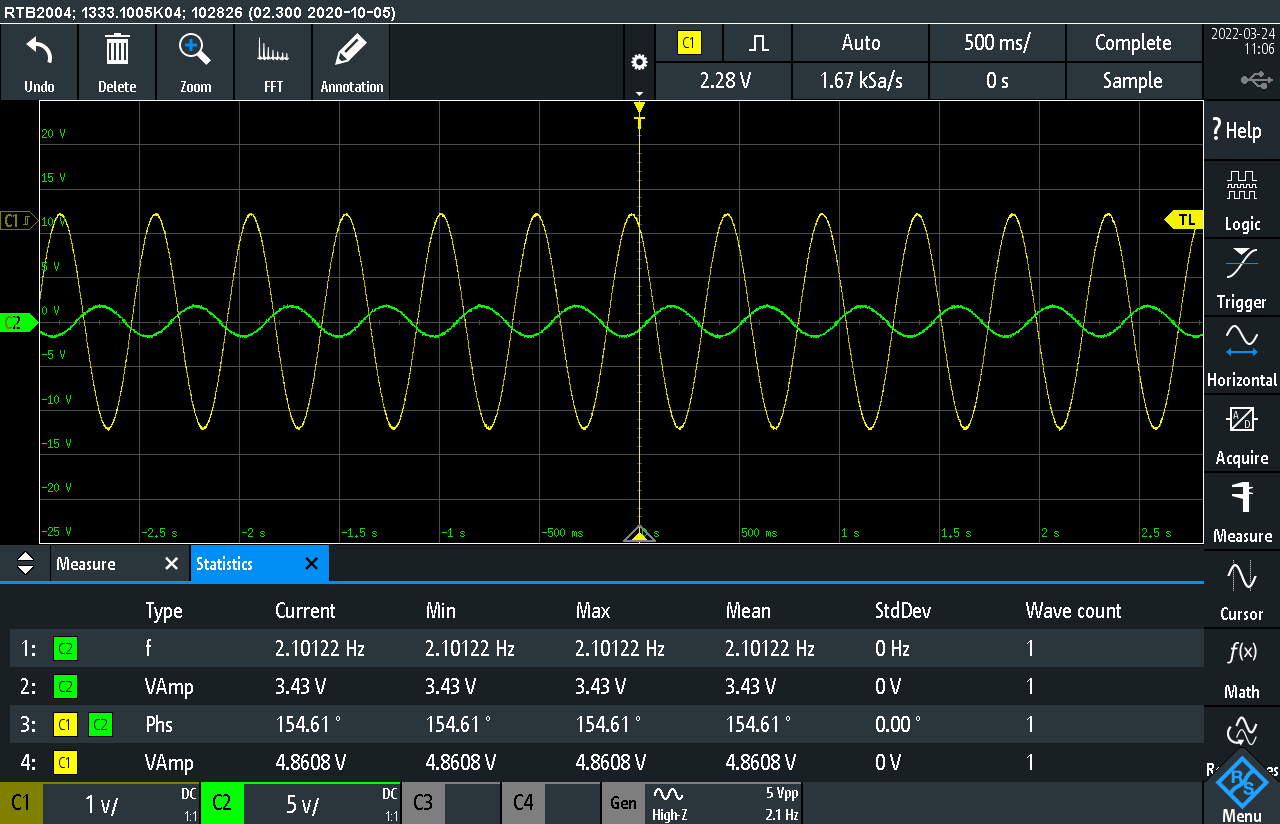 RTB2004; 1333.1005K04; 102826 (02.300 2020-10-05)
Undo
Delete
Zoom
FFT
Annotation
C1
Auto
500 ms/
Complete
2.28 V
1.67 kSa/s
0 s
Sample
2022-03-24
11:06
? Help
Logic
Trigger
Horizontal
Acquire
Measure
Cursor
f(x)
Math
Menu
T
TL
C1
C2
20 V
15 V
10 V
5 V
0 V
-5 V
-10 V
-15 V
-20 V
-25 V
-2.5 s
-2 s
-1.5 s
-1 s
-500 ms
s
500 ms
1 s
1.5 s
2 s
2.5 s
Measure
Statistics
Type Current Min Max Mean StdDev Wave count
1: C2 f 2.10122 Hz 2.10122 Hz 2.10122 Hz 2.10122 Hz 0 Hz 1
2: C2 VAmp 3.43 V 3.43 V 3.43 V 3.43 V 0 V 1
3: C1 C2 Phs 154.61 ° 154.61 ° 154.61 ° 154.61 ° 0.00 ° 1
4: C1 VAmp 4.8608 V 4.8608 V 4.8608 V 4.8608 V 0 V 1
C1 1 V/ DC 1:1
C2 5 V/ DC 1:1
C3
C4
Gen High-Z 5 Vpp 2.1 Hz
R&S